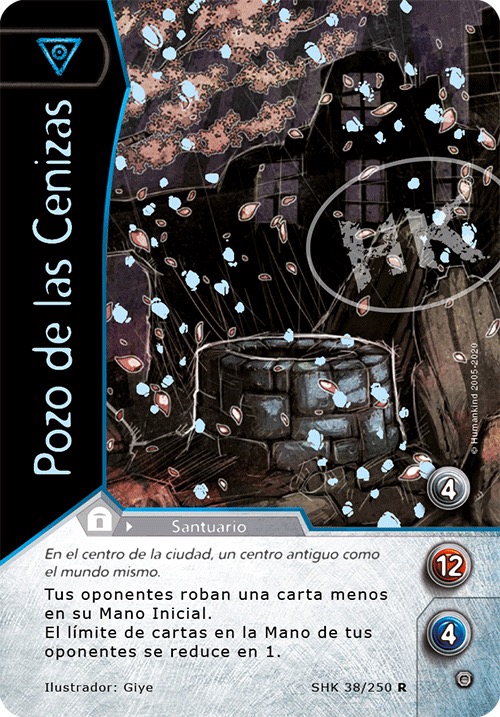 Pozo de las Cenizas
HK
© Humankind 2005-2020
4
Santuario
En el centro de la ciudad, un centro antiguo como
el mundo mismo.
12
Tus oponentes roban una carta menos
en su Mano Inicial.
El límite de cartas en la Mano de tus
oponentes se reduce en 1.
4
Ilustrador: Giye
SHK 38/250 R